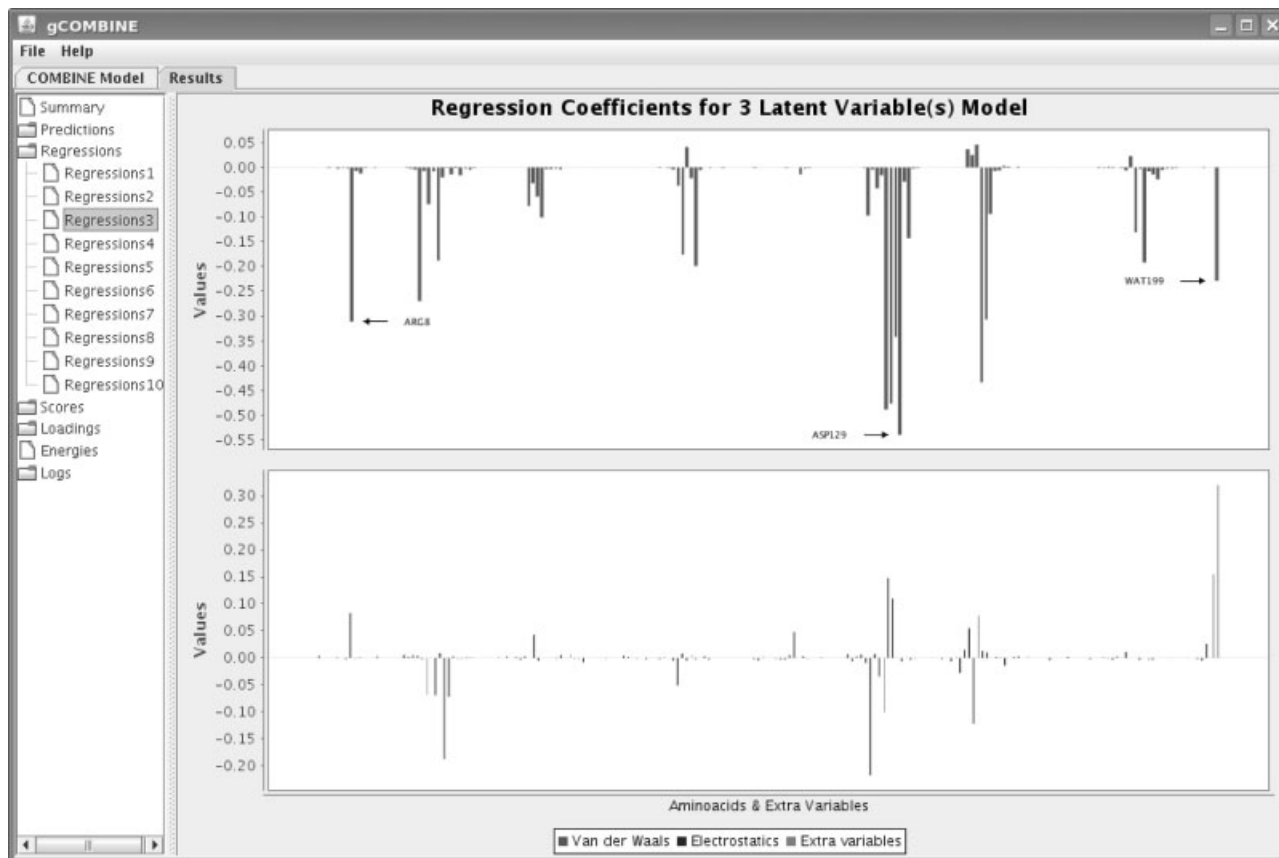 gCOMBINE
File Help
COMBINE Model Results
Summary
Predictions
Regressions
Regressions1
Regressions2
Regressions3
Regressions4
Regressions5
Regressions6
Regressions7
Regressions8
Regressions9
Regressions10
Scores
Loadings
Energies
Logs
Regression Coefficients for 3 Latent Variable(s) Model
Values
0.05
0.00
-0.05
-0.10
-0.15
-0.20
-0.25
-0.30
-0.35
-0.40
-0.45
-0.50
-0.55
ARG8
ASP129
WAT199
Values
0.30
0.25
0.20
0.15
0.10
0.05
0.00
-0.05
-0.10
-0.15
-0.20
Aminoacids & Extra Variables
Van der Waals Electrostatics Extra variables